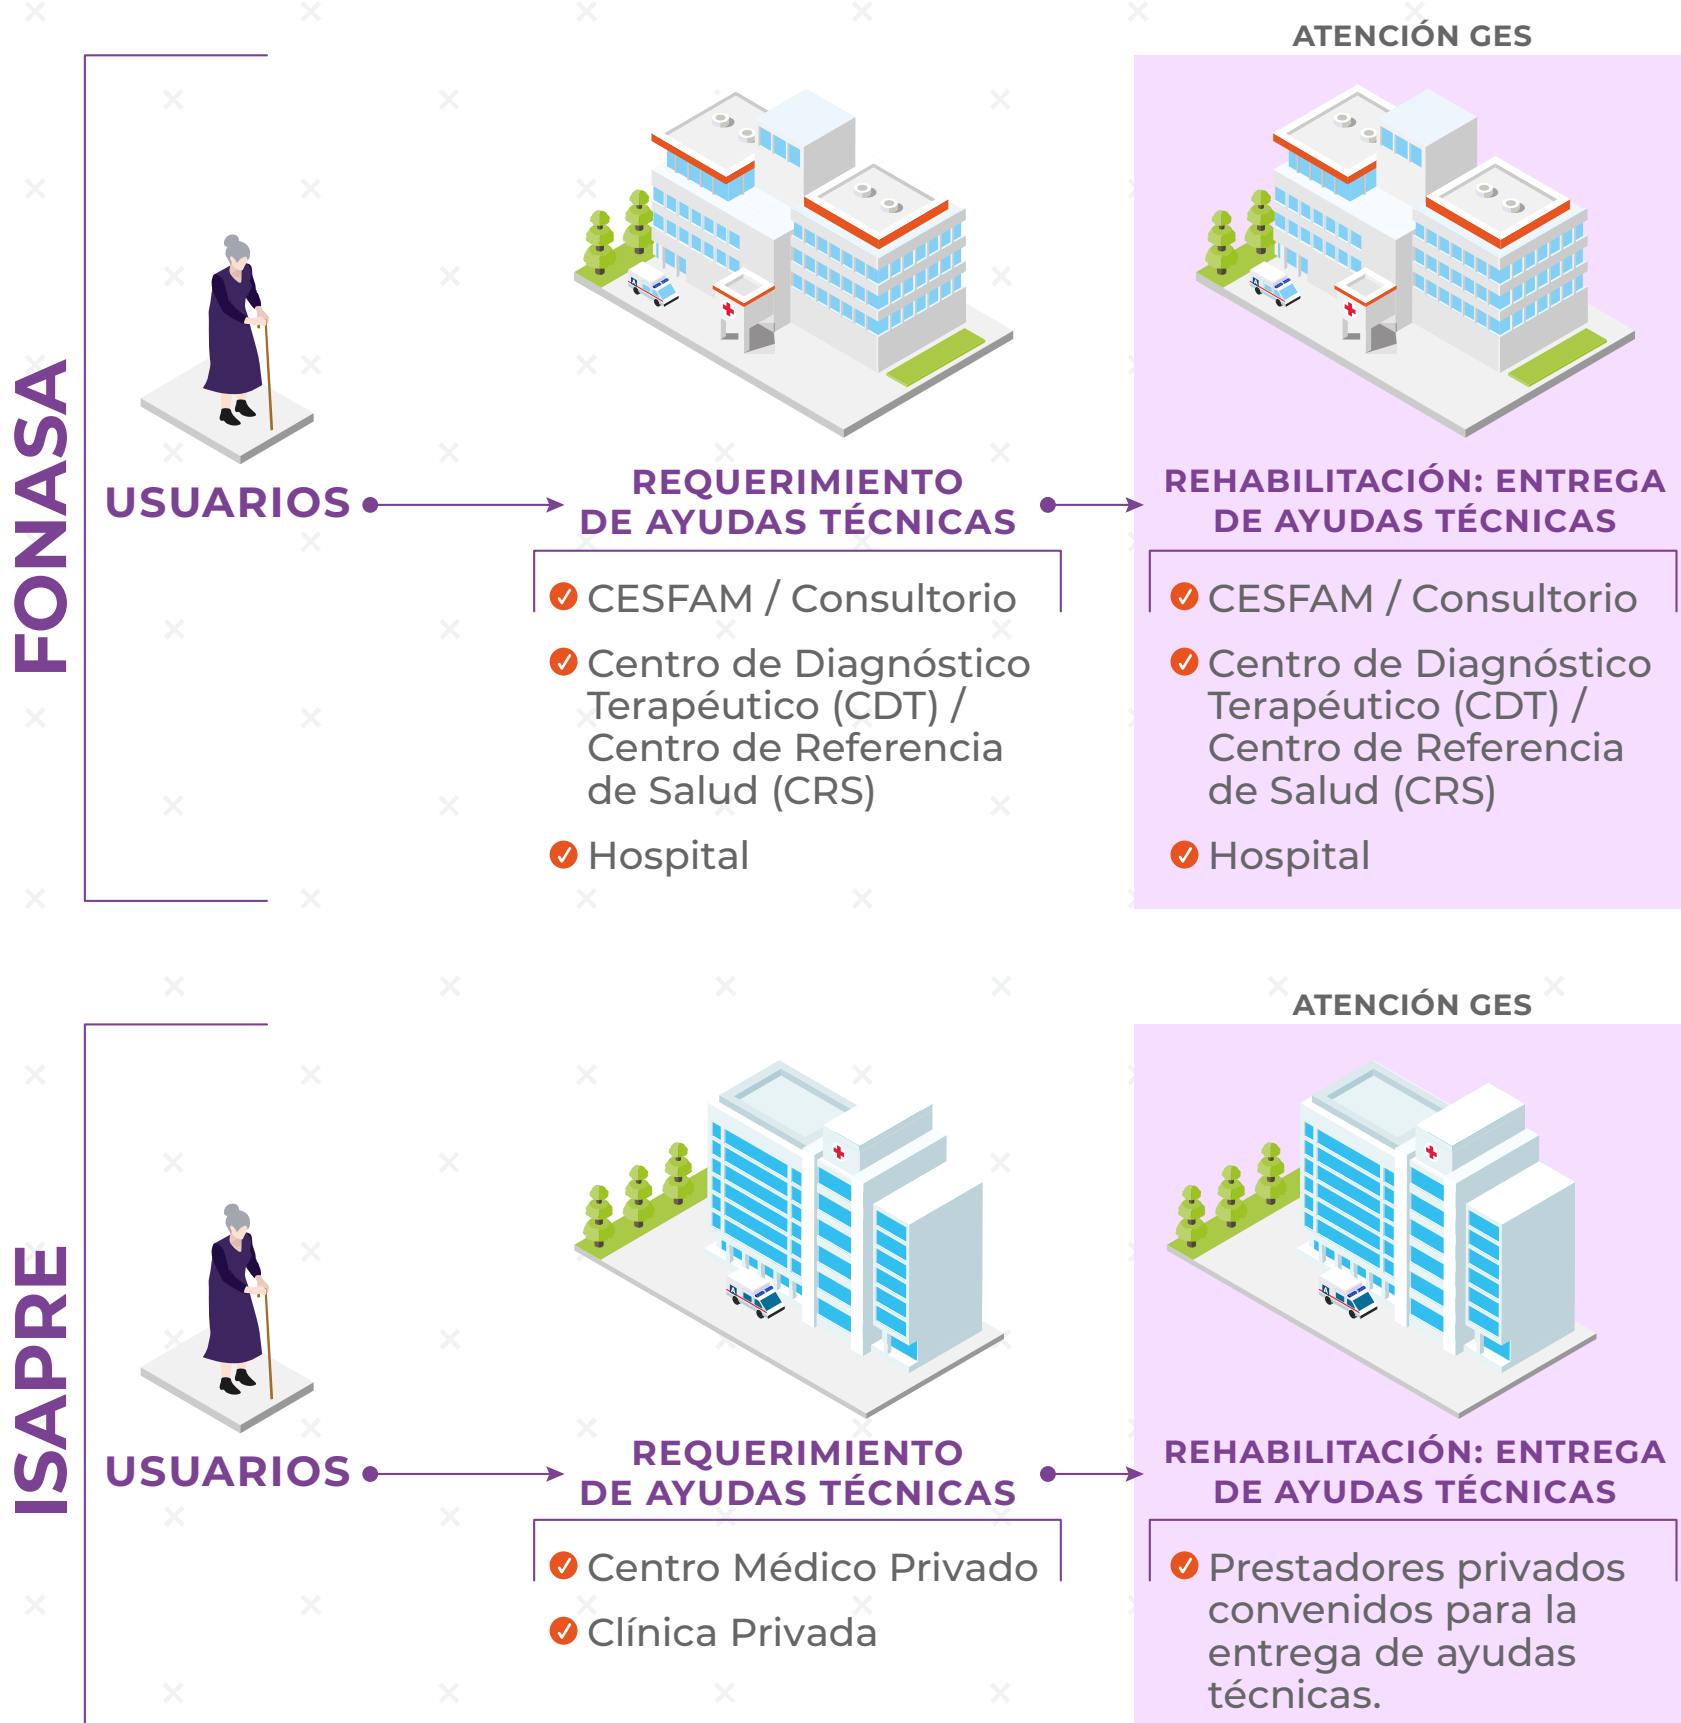 FONASA
ATENCIÓN GES
USUARIOS
REQUERIMIENTO
DE AYUDAS TÉCNICAS
CESFAM / Consultorio
Centro de Diagnóstico
Terapéutico (CDT) /
Centro de Referencia
de Salud (CRS)
Hospital
REHABILITACIÓN: ENTREGA
DE AYUDAS TÉCNICAS
CESFAM / Consultorio
Centro de Diagnóstico
Terapéutico (CDT) /
Centro de Referencia
de Salud (CRS)
Hospital
ISAPRE
ATENCIÓN GES
USUARIOS
REQUERIMIENTO
DE AYUDAS TÉCNICAS
Centro Médico Privado
Clínica Privada
REHABILITACIÓN: ENTREGA
DE AYUDAS TÉCNICAS
Prestadores privados
convenidos para la
entrega de ayudas
técnicas.